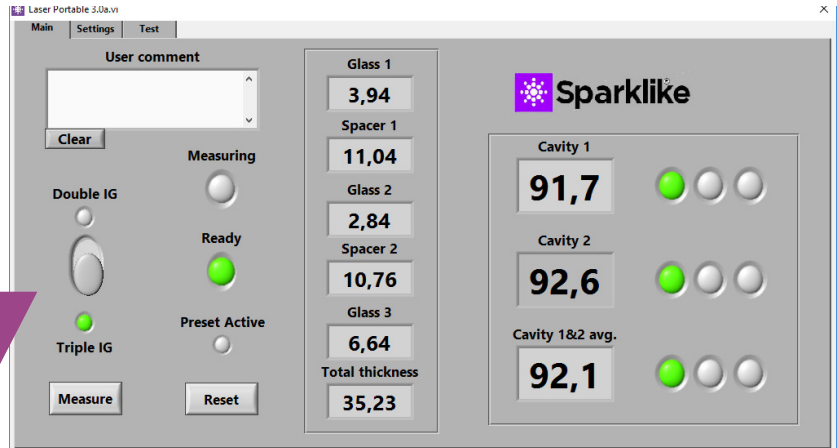 Laser Portable 3.0a.vi
Main Settings Test
User comment
Clear
Double IG
Triple IG
Measure
Measuring
Ready
Preset Active
Reset
Glass 1
3,94
Spacer 1
11,04
Glass 2
2,84
Spacer 2
10,76
Glass 3
6,64
Total thickness
35,23
Sparklike
Cavity 1
91,7
Cavity 2
92,6
Cavity 1&2 avg.
92,1